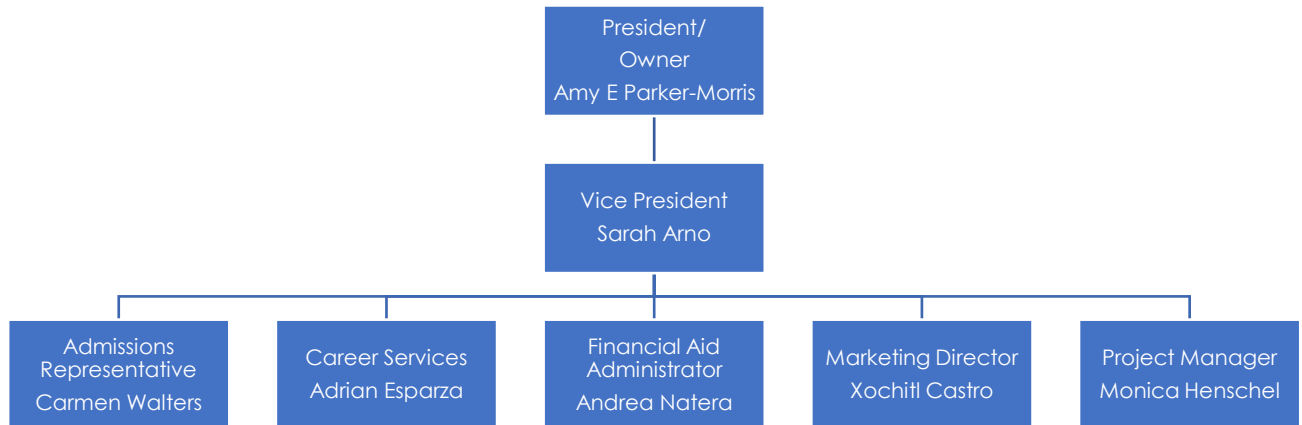 President/
Owner
Amy E Parker-Morris
Vice President
Sarah Arno
Admissions
Representative
Carmen Walters
Career Services
Adrian Esparza
Financial Aid
Administrator
Andrea Natera
Marketing Director
Xochitl Castro
Project Manager
Monica Henschel